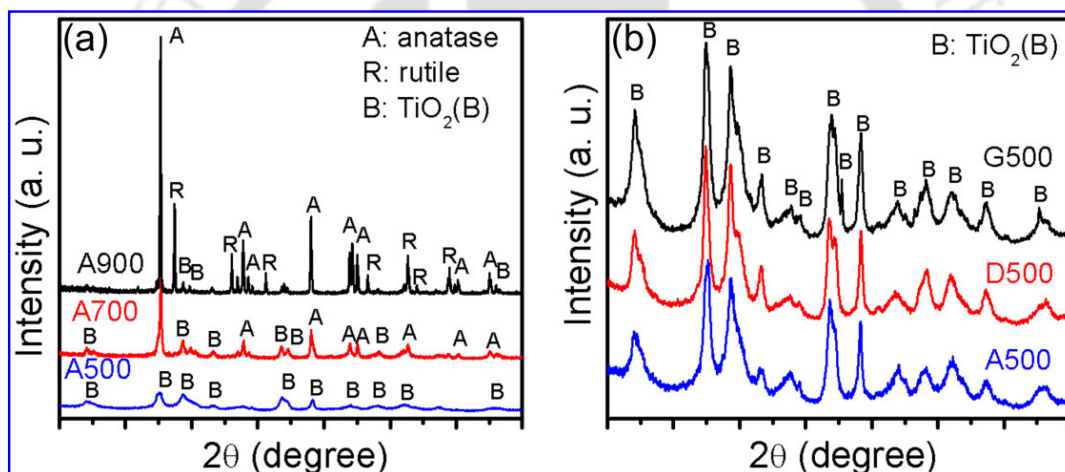 (a)
A: anatase
R: rutile
B: TiO₂(B)
A
R
B B
R
A
A R
A
A A
R
R
R A
A B
A900
A700
B
B
B
A
B B
A
A A B A
A
A
A500
B
B B
B
B
B
B
B
B
B
2θ (degree)
Intensity (a. u.)
(b)
B: TiO₂(B)
B B
B
B
B B
B
B
B
B
B
B
B
B
G500
D500
A500
2θ (degree)
Intensity (a. u.)